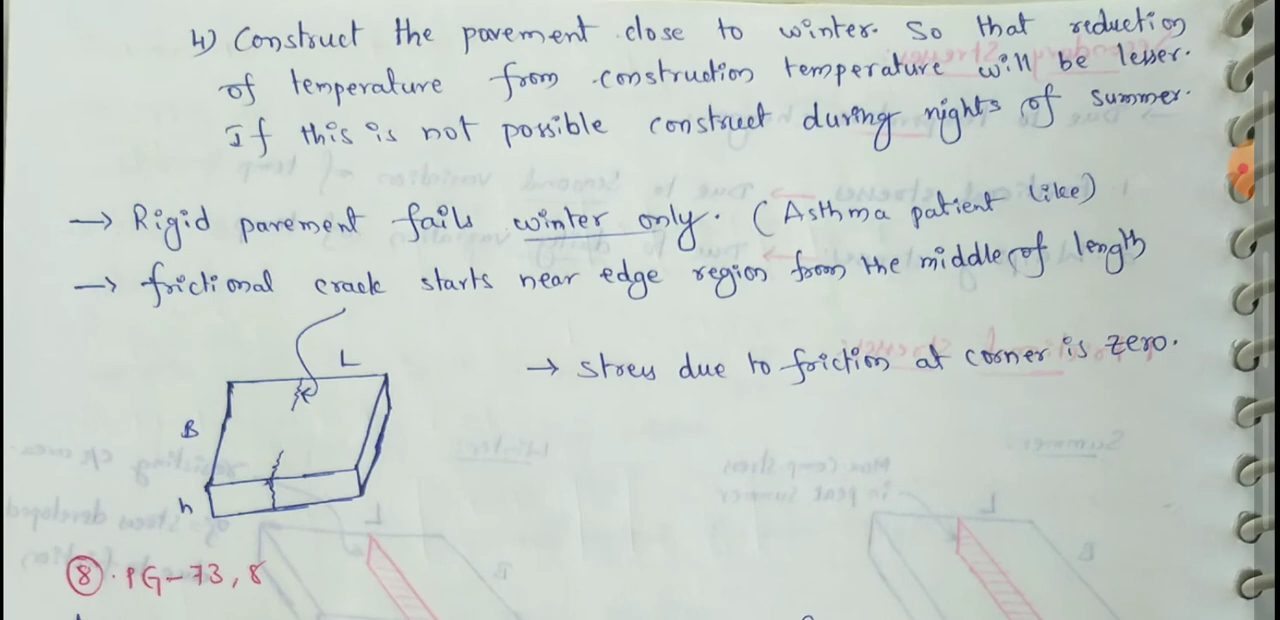 4) Construct the pavement close to winter. So that reduction
of temperature from construction temperature will be lesser.
If this is not possible construct during nights of summer.
→ Rigid pavement fails winter only. (Asthma patient like)
→ frictional crack starts near edge region from the middle of length
L
→ stress due to friction at corner is zero.
B
h
⑧. PG-73, 8